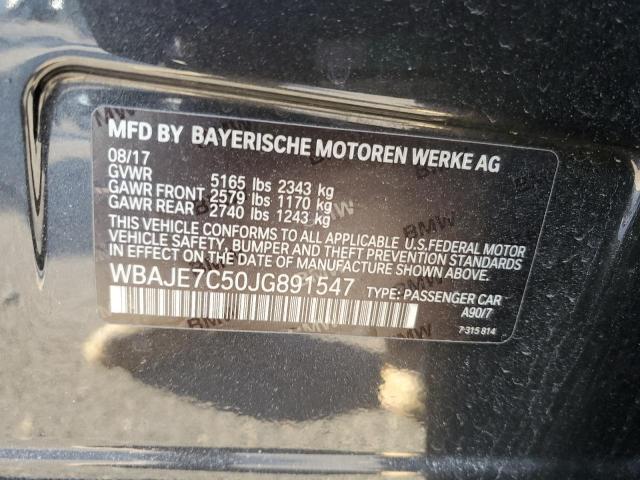 MFD BY BAYERISCHE MOTOREN WERKE AG
08/17
GVWR 5165 lbs 2343 kg
GAWR FRONT 2579 lbs 1170 kg
GAWR REAR 2740 lbs 1243 kg
THIS VEHICLE CONFORMS TO ALL APPLICABLE U.S. FEDERAL MOTOR
VEHICLE SAFETY, BUMPER AND THEFT PREVENTION STANDARDS
IN EFFECT ON THE DATE OF MANUFACTURE SHOWN ABOVE.
WBAJE7C50JG891547 TYPE: PASSENGER CAR
A90/7
7 315 814